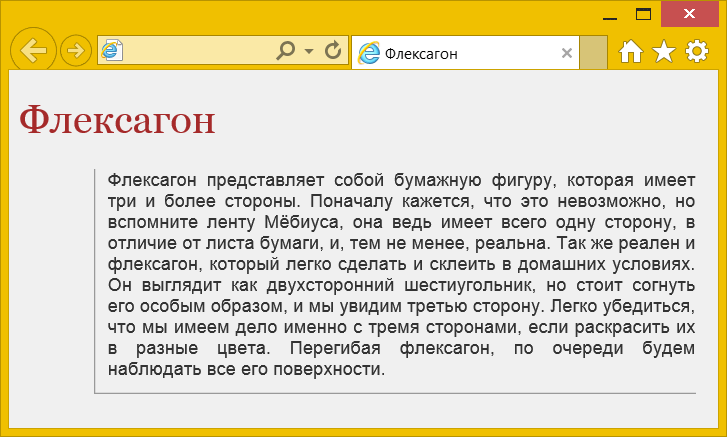 Флексагон
Флексагон
Флексагон представляет собой бумажную фигуру, которая имеет
три и более стороны. Поначалу кажется, что это невозможно, но
вспомните ленту Мёбиуса, она ведь имеет всего одну сторону, в
отличие от листа бумаги, и, тем не менее, реальна. Так же реален и
флексагон, который легко сделать и склеить в домашних условиях.
Он выглядит как двухсторонний шестиугольник, но стоит согнуть
его особым образом, и мы увидим третью сторону. Легко убедиться,
что мы имеем дело именно с тремя сторонами, если раскрасить их
в разные цвета. Перегибая флексагон, по очереди будем
наблюдать все его поверхности.